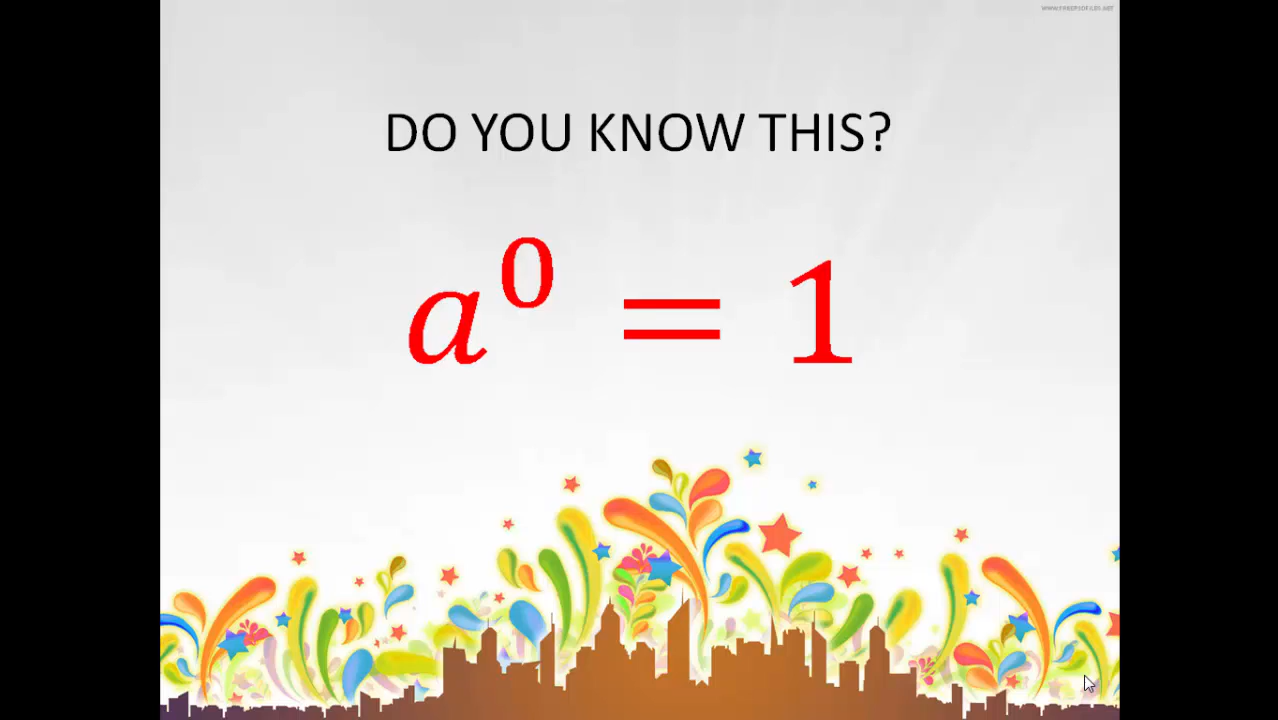 DO YOU KNOW THIS?
a⁰ = 1